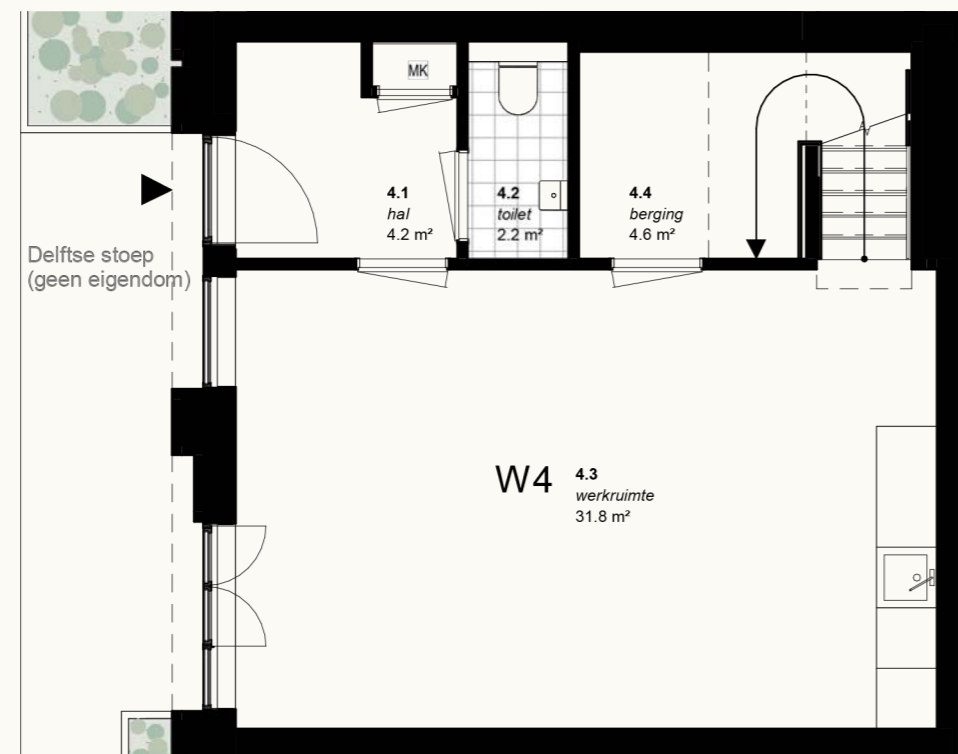 MK
4.1
hal
4.2 m²
4.2
toilet
2.2 m²
4.4
berging
4.6 m²
Delftse stoep
(geen eigendom)
W4
4.3
werkruimte
31.8 m²